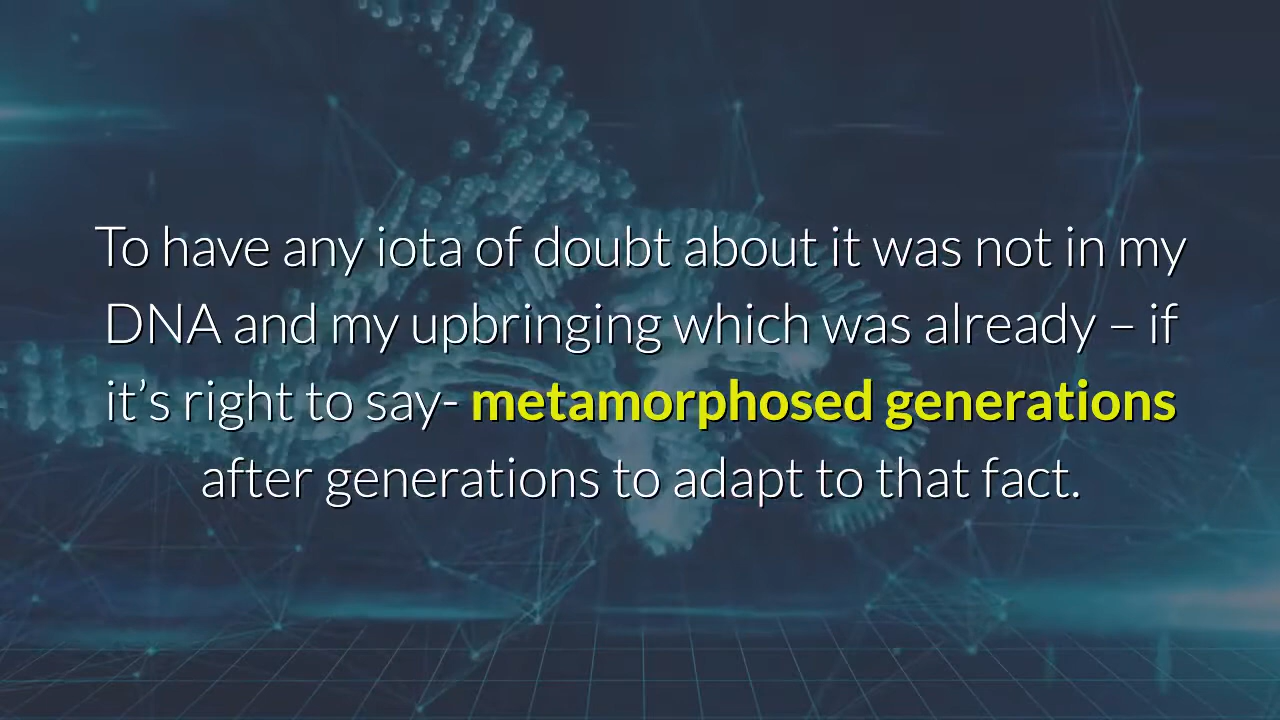 To have any iota of doubt about it was not in my
DNA and my upbringing which was already – if
it’s right to say- metamorphosed generations
after generations to adapt to that fact.